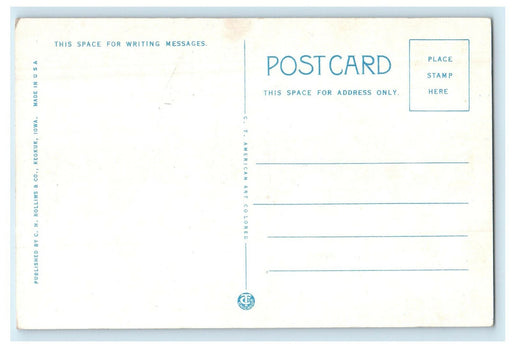 THIS SPACE FOR WRITING MESSAGES.
POSTCARD
THIS SPACE FOR ADDRESS ONLY.
PLACE
STAMP
HERE
PUBLISHED BY C. H. ROLLINS & CO., KEOKUK, IOWA. MADE IN U S A
C. T. AMERICAN ART COLORED